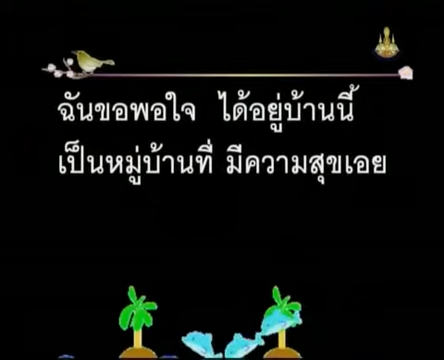 ฉันขอพอใจ ได้อยู่บ้านนี้
เป็นหมู่บ้านที่ มีความสุขเอย